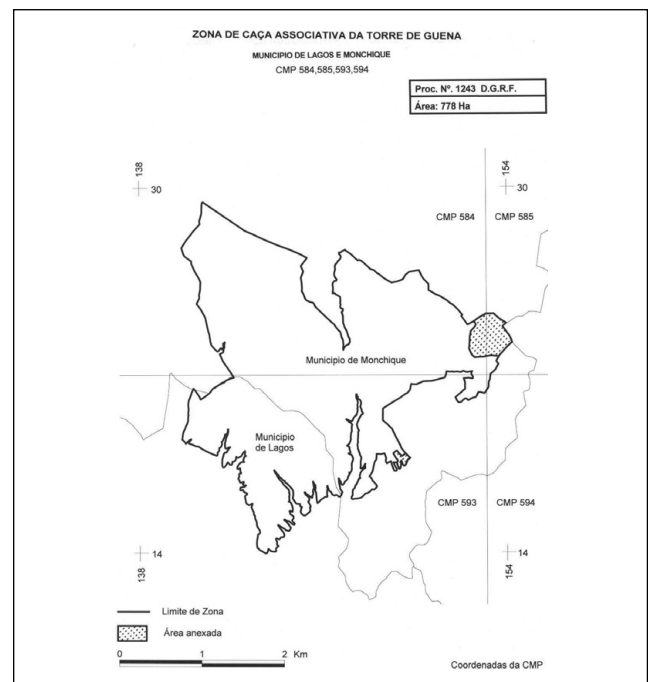 ZONA DE CAÇA ASSOCIATIVA DA TORRE DE GUENA
MUNICIPIO DE LAGOS E MONCHIQUE
CMP 584,585,593,594
Proc. Nº. 1243 D.G.R.F.
Área: 778 Ha
138
30
154
30
CMP 584
CMP 585
Municipio de Monchique
Municipio
de Lagos
CMP 593
CMP 594
138
14
154
14
Limite de Zona
Área anexada
0 1 2 Km
Coordenadas da CMP